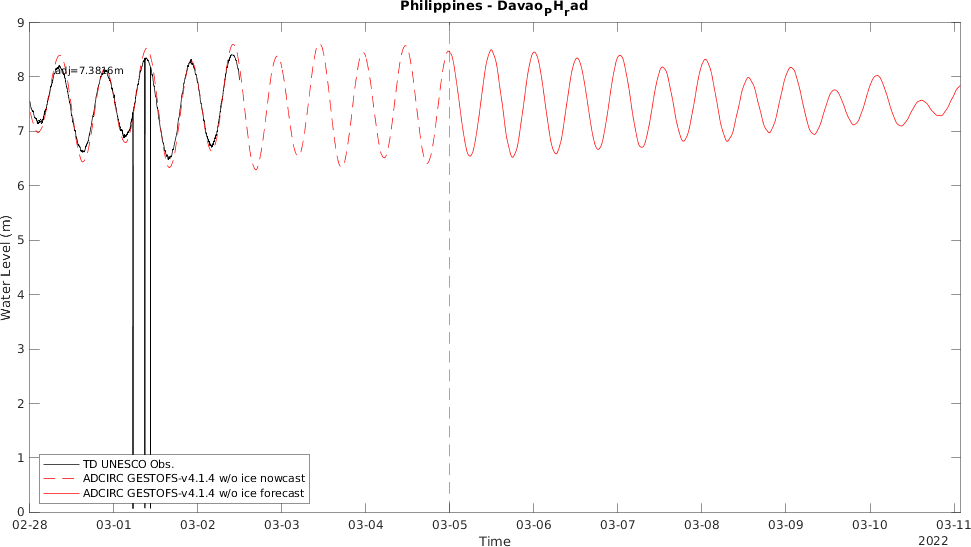 Philippines - DavaoPHrad
9
8
7
6
5
4
3
2
1
0
Water Level (m)
adj=7.3816m
TD UNESCO Obs.
ADCIRC GESTOFS-v4.1.4 w/o ice nowcast
ADCIRC GESTOFS-v4.1.4 w/o ice forecast
02-28 03-01 03-02 03-03 03-04 03-05 03-06 03-07 03-08 03-09 03-10 03-11
Time
2022